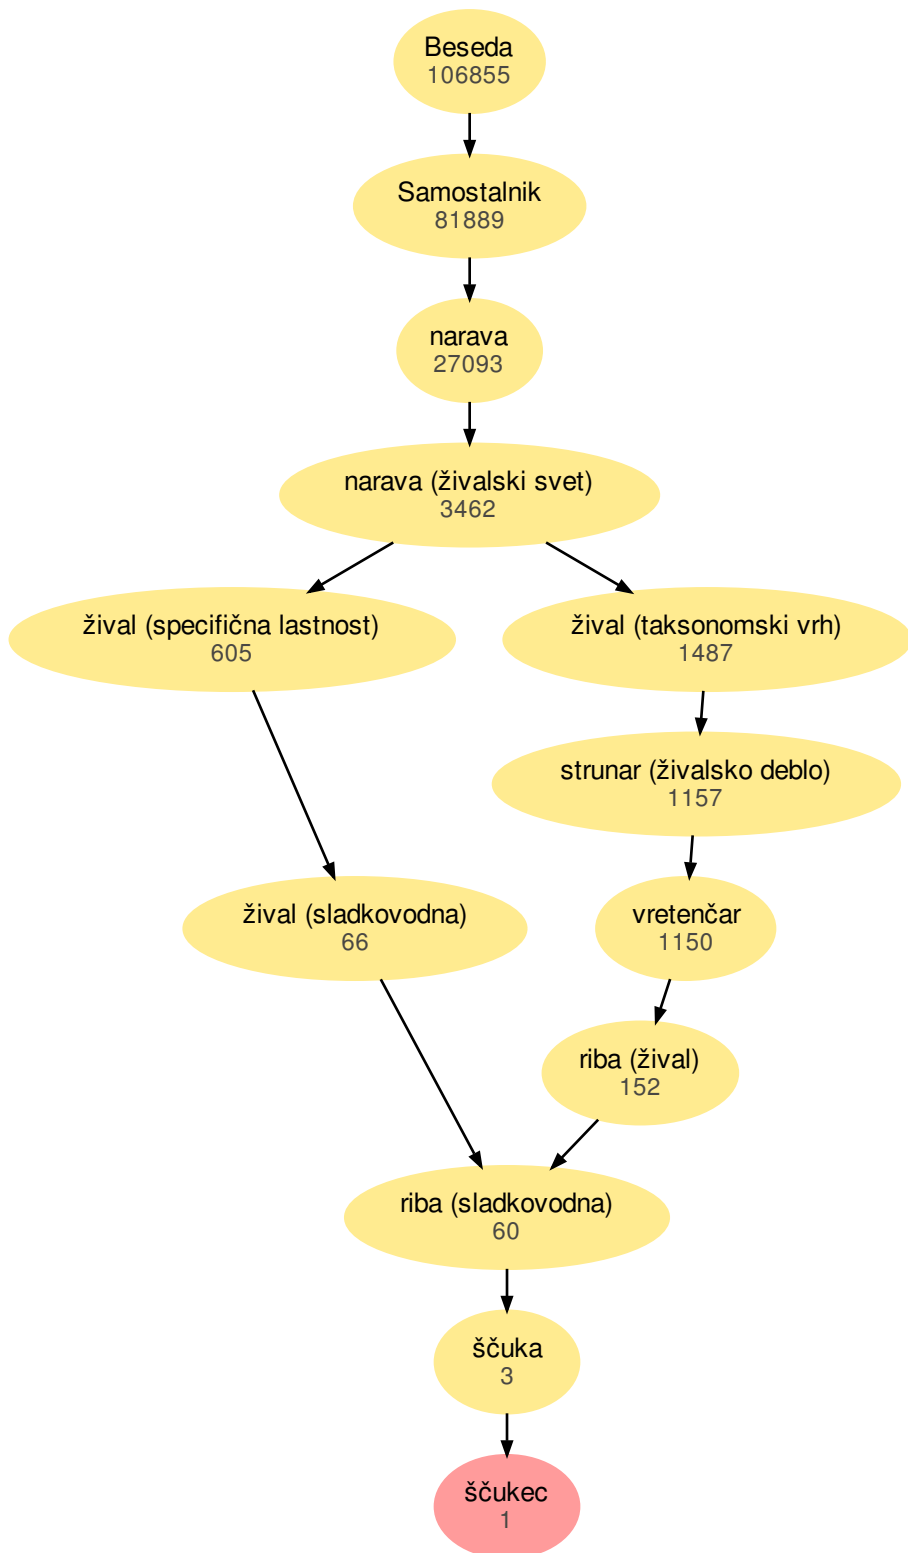 Beseda
106855
Samostalnik
81889
narava
27093
narava (živalski svet)
3462
žival (specifična lastnost)
605
žival (taksonomski vrh)
1487
strunar (živalsko deblo)
1157
žival (sladkovodna)
66
vretenčar
1150
riba (žival)
152
riba (sladkovodna)
60
ščuka
3
ščukec
1